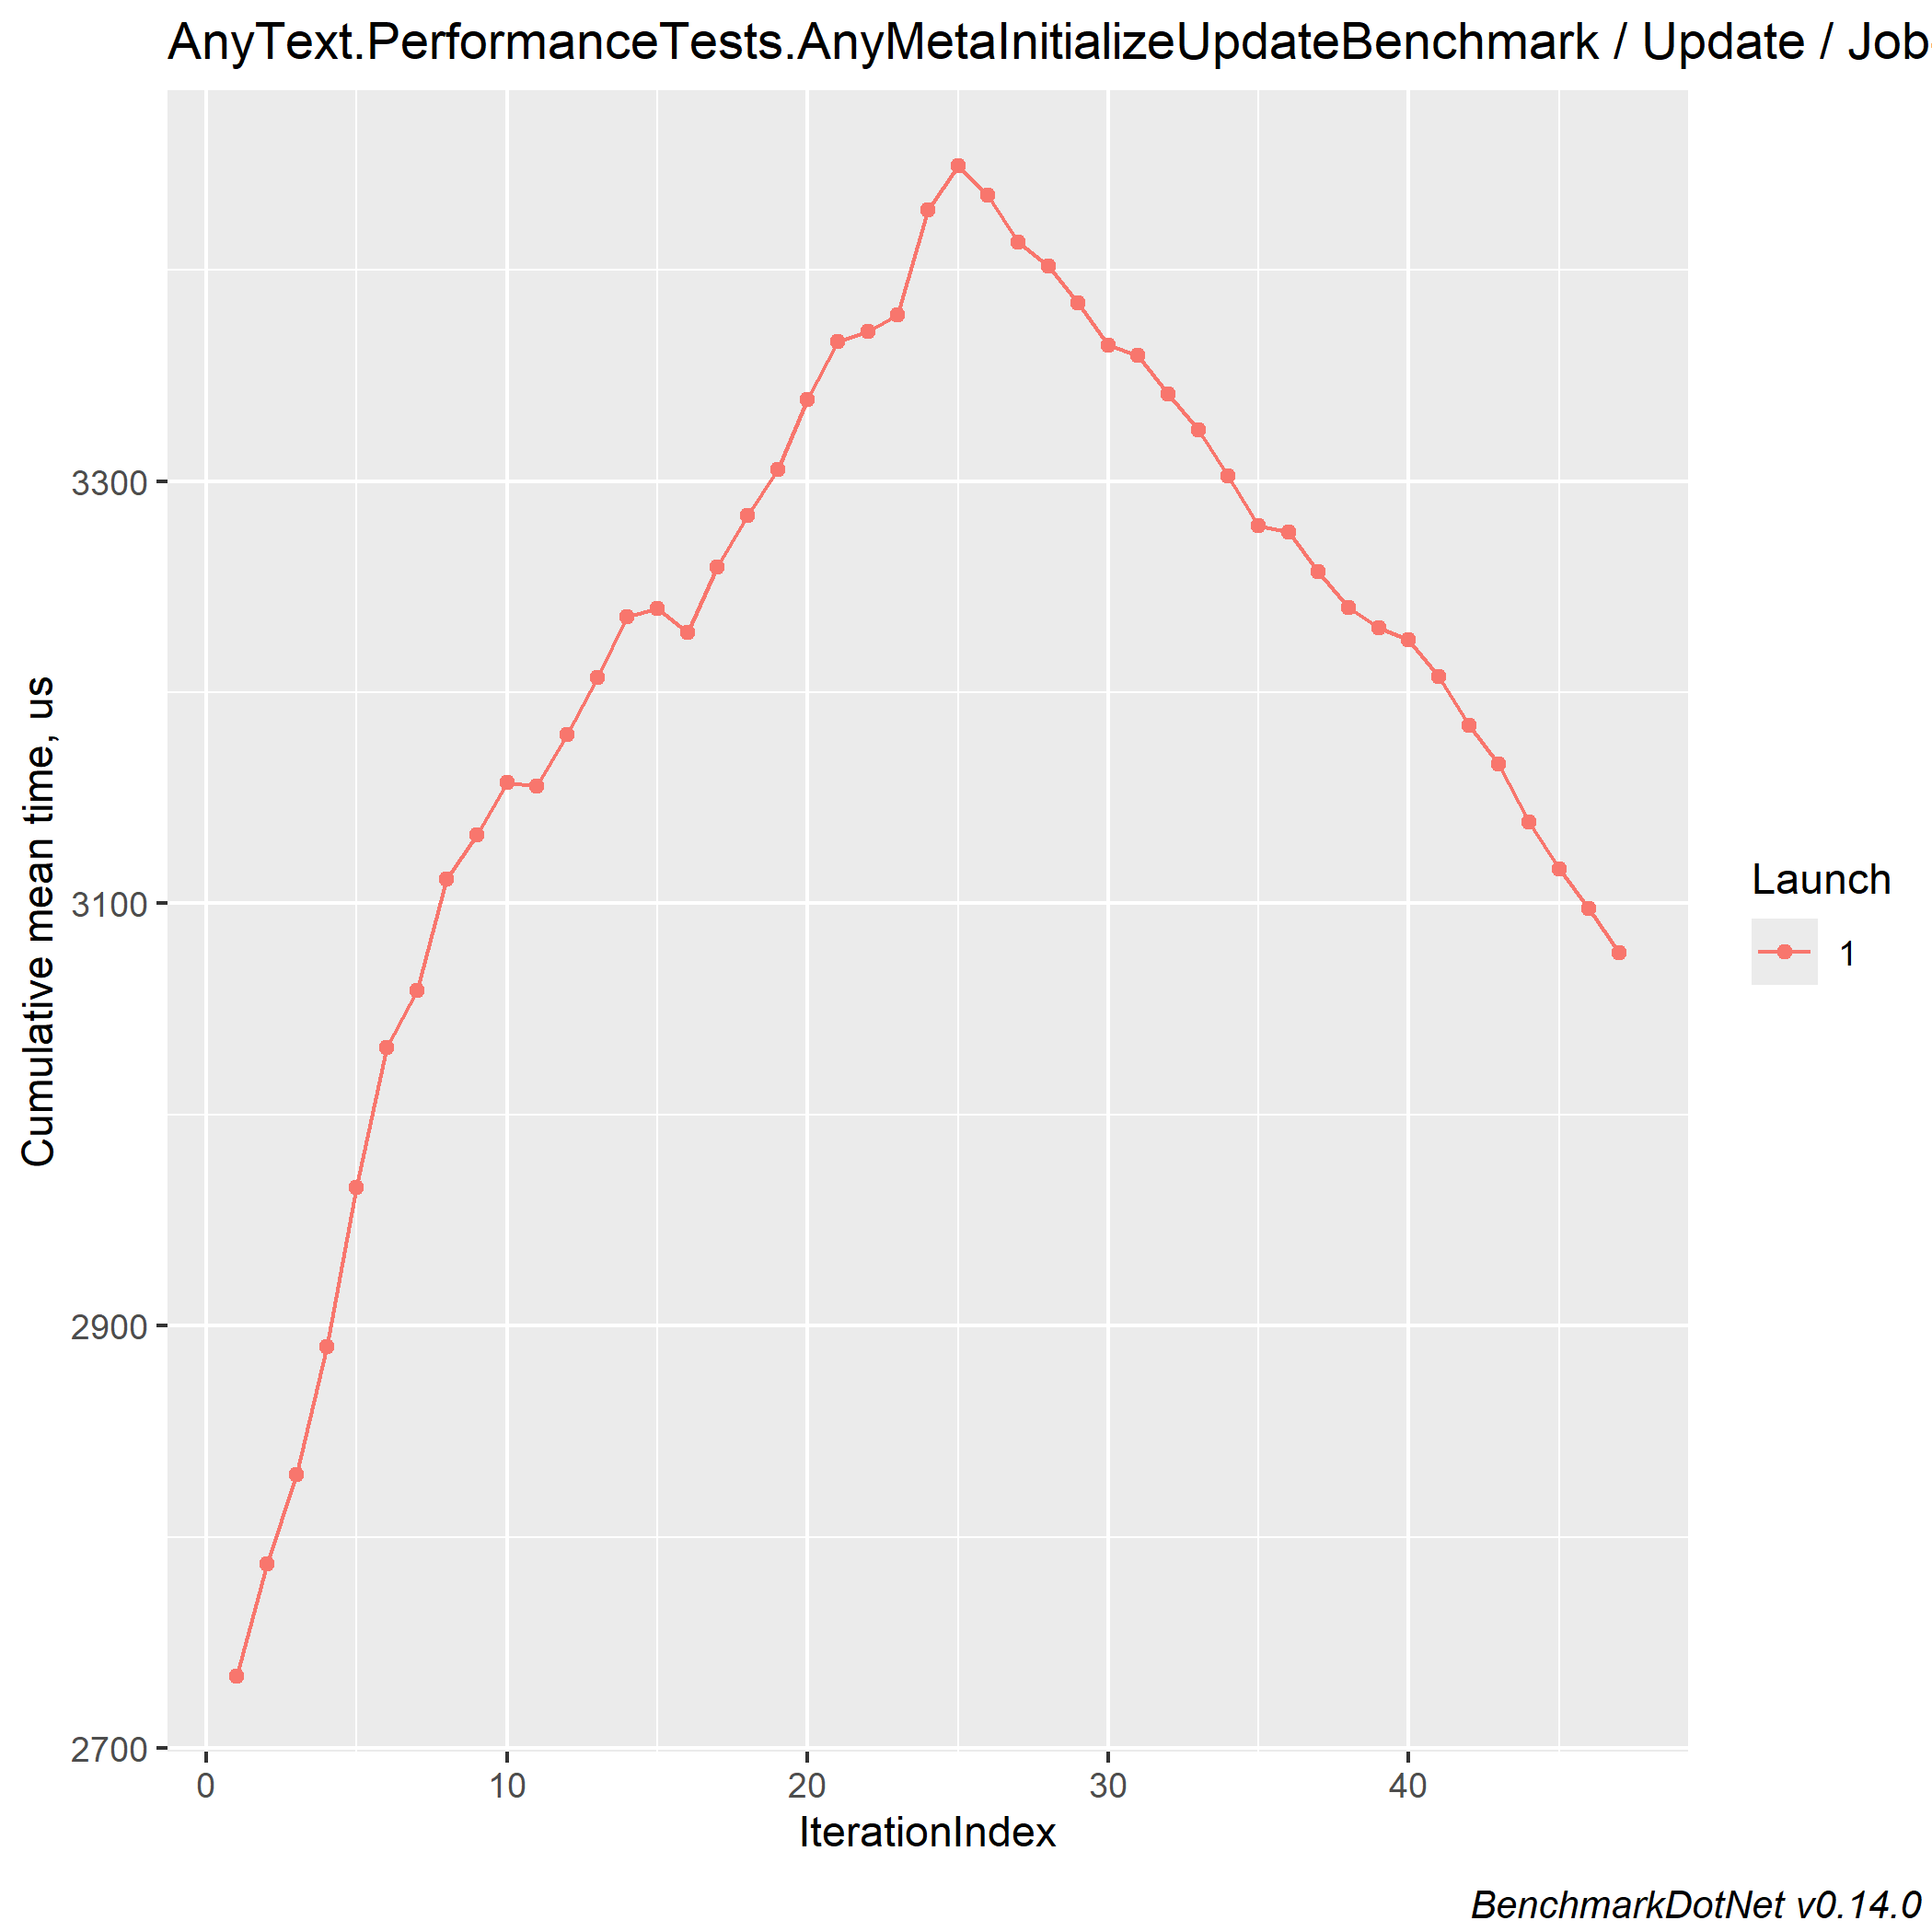 AnyText.PerformanceTests.AnyMetaInitializeUpdateBenchmark / Update / Job
Cumulative mean time, us
3300
3100
2900
2700
0 10 20 30 40
IterationIndex
Launch
1
BenchmarkDotNet v0.14.0